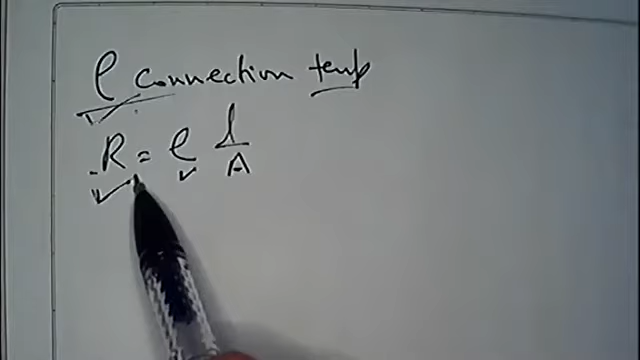 ρ connection temp
R = ρ l/A